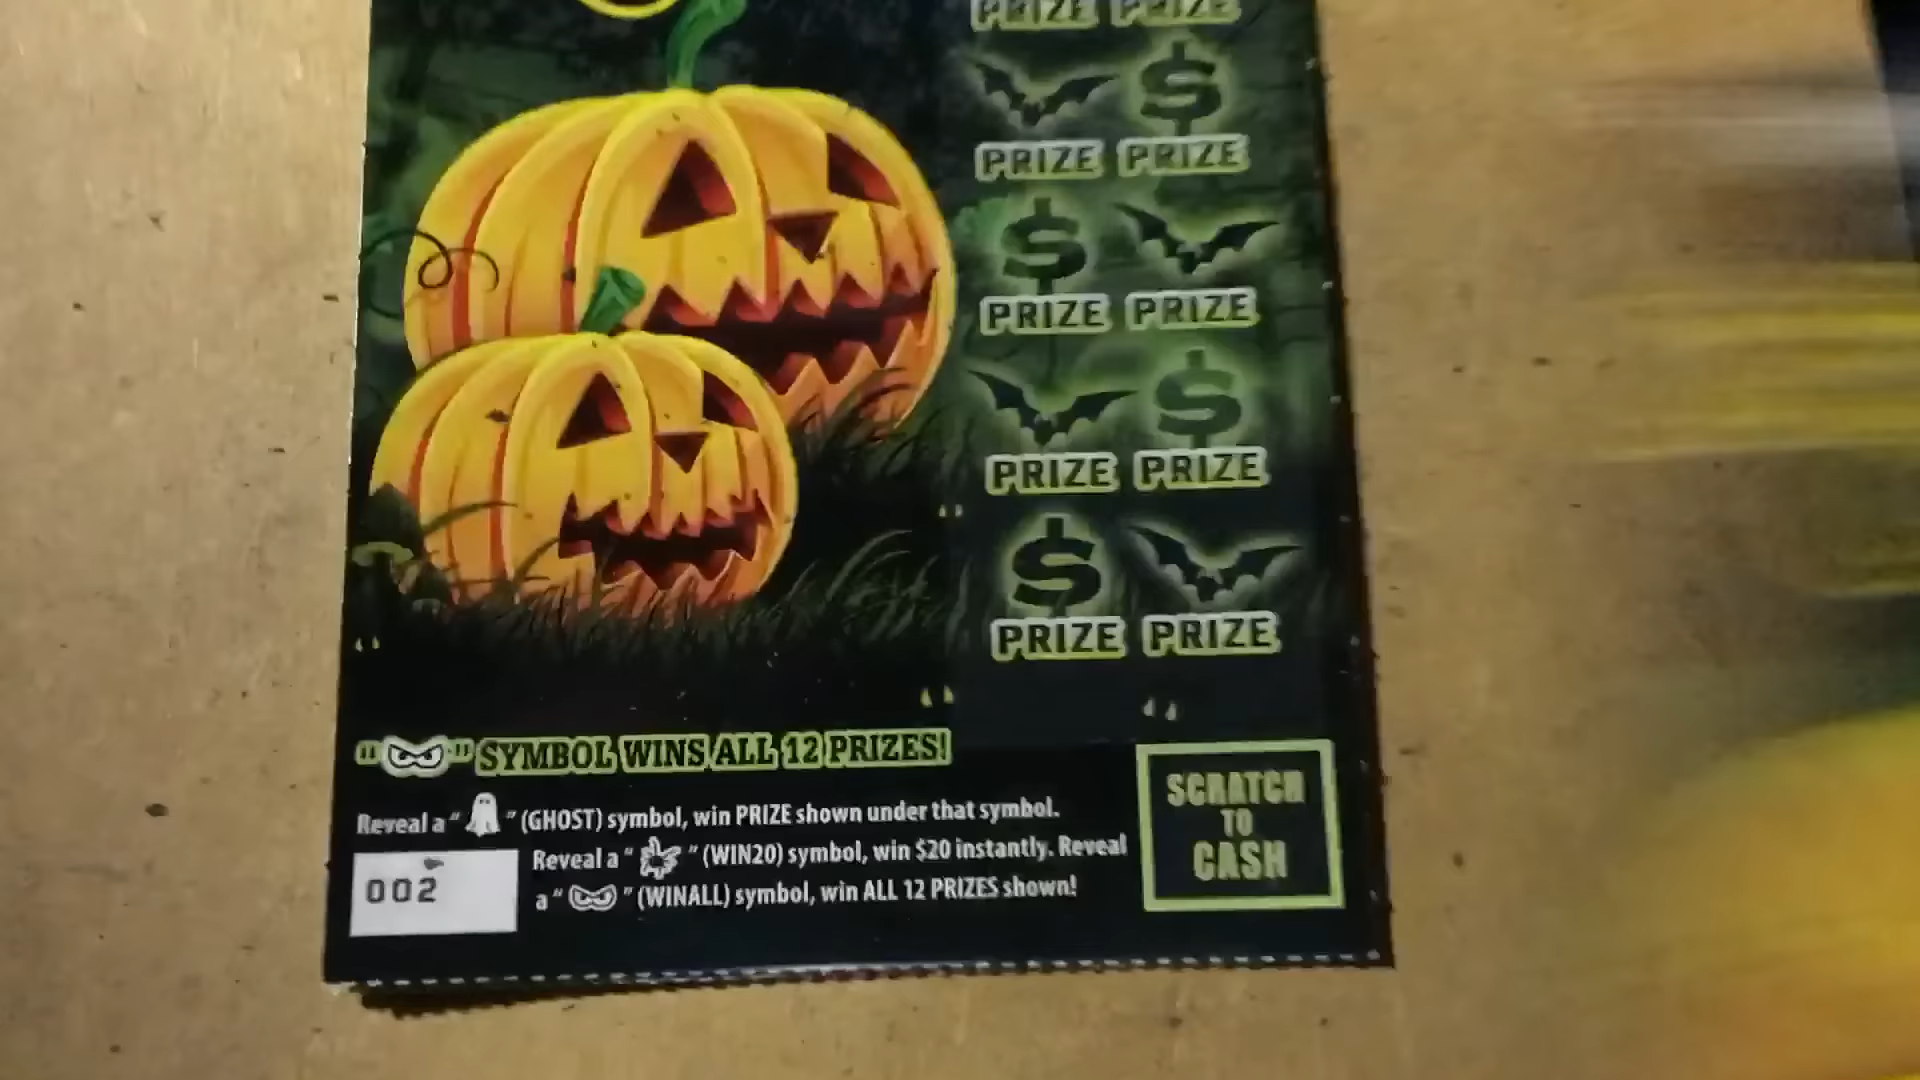 PRIZE PRIZE
$
PRIZE PRIZE
$
PRIZE PRIZE
$
PRIZE PRIZE
$
PRIZE PRIZE
" " SYMBOL WINS ALL 12 PRIZES!
Reveal a " " (GHOST) symbol, win PRIZE shown under that symbol.
Reveal a " " (WIN20) symbol, win $20 instantly. Reveal
a " " (WINALL) symbol, win ALL 12 PRIZES shown!
002
SCRATCH
TO
CASH